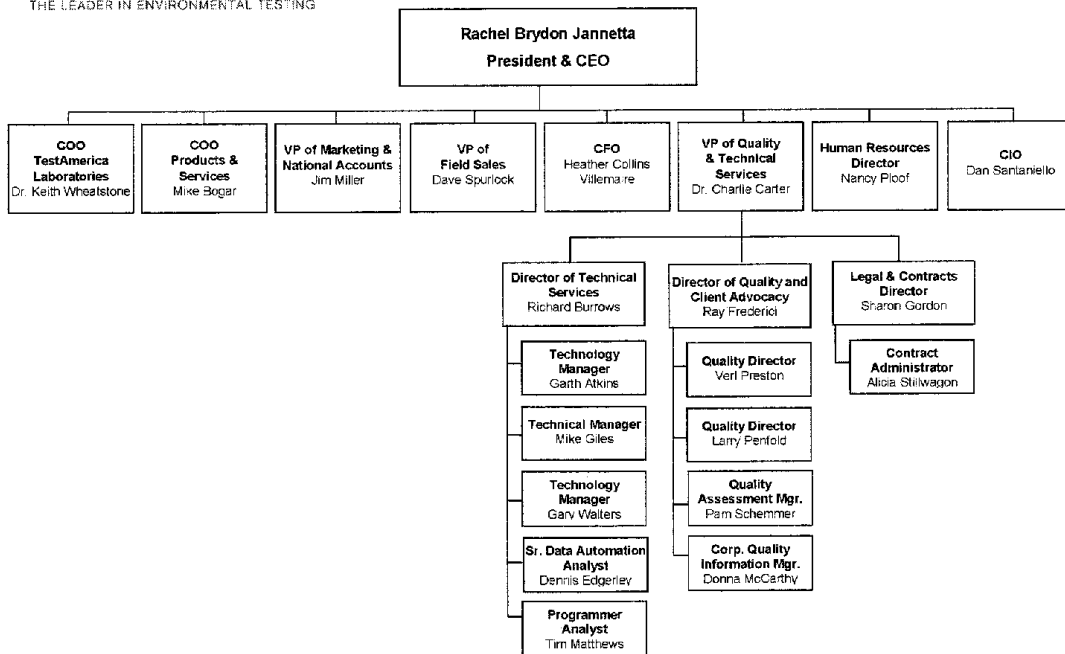 THE LEADER IN ENVIRONMENTAL TESTING
Rachel Brydon Jannetta
President & CEO
COO
TestAmerica
Laboratories
Dr. Keith Wheatstone
COO
Products &
Services
Mike Bogar
VP of Marketing &
National Accounts
Jim Miller
VP of
Field Sales
Dave Spurlock
CFO
Heather Collins
Villemaire
VP of Quality
& Technical
Services
Dr. Charlie Carter
Human Resources
Director
Nancy Ploof
CIO
Dan Santaniello
Director of Technical
Services
Richard Burrows
Technology
Manager
Garth Atkins
Technical Manager
Mike Giles
Technology
Manager
Gary Walters
Sr. Data Automation
Analyst
Dennis Edgerley
Programmer
Analyst
Tim Matthews
Director of Quality and
Client Advocacy
Ray Frederici
Quality Director
Verl Preston
Quality Director
Larry Penfold
Quality
Assessment Mgr.
Pam Schemmer
Corp. Quality
Information Mgr.
Donna McCarthy
Legal & Contracts
Director
Sharon Gordon
Contract
Administrator
Alicia Stillwagon